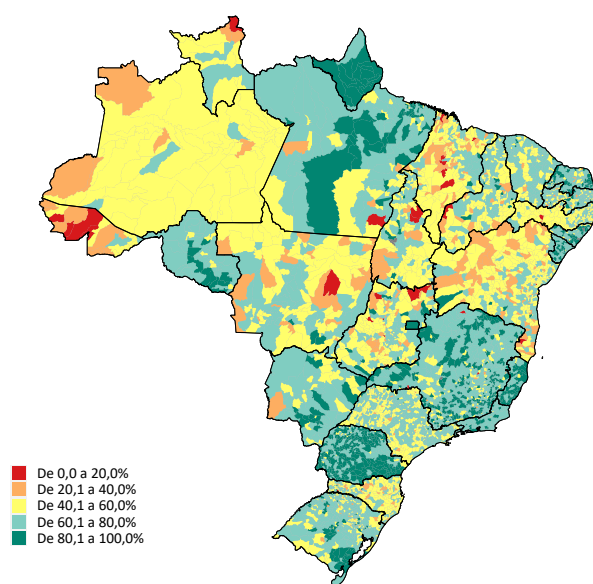 De 0,0 a 20,0%
De 20,1 a 40,0%
De 40,1 a 60,0%
De 60,1 a 80,0%
De 80,1 a 100,0%